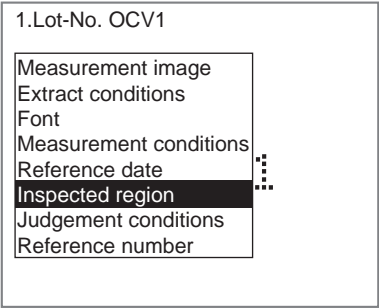 1.Lot-No. OCV1
Measurement image
Extract conditions
Font
Measurement conditions
Reference date
Inspected region
Judgement conditions
Reference number
1